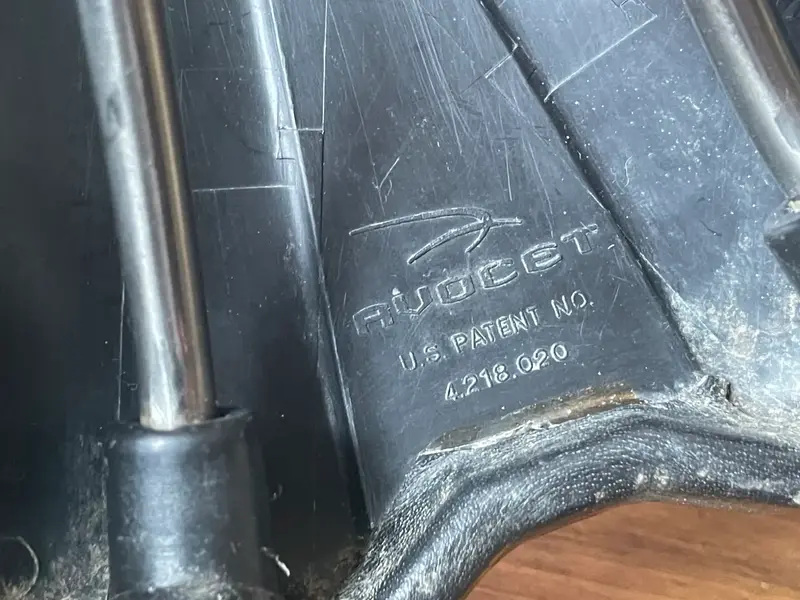 AVOCET
U.S. PATENT NO.
4.218.020